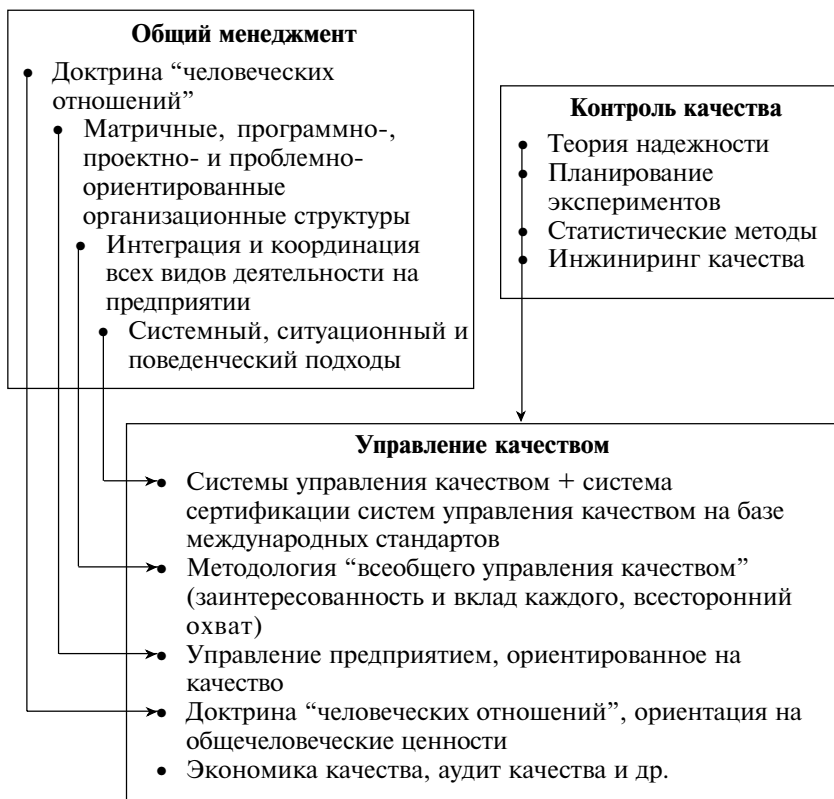 Общий менеджмент
• Доктрина “человеческих
отношений”
• Матричные, программно-,
проектно- и проблемно-
ориентированные
организационные структуры
• Интеграция и координация
всех видов деятельности на
предприятии
• Системный, ситуационный и
поведенческий подходы
Контроль качества
• Теория надежности
• Планирование
экспериментов
• Статистические методы
• Инжиниринг качества
Управление качеством
• Системы управления качеством + система
сертификации систем управления качеством на базе
международных стандартов
• Методология “всеобщего управления качеством”
(заинтересованность и вклад каждого, всесторонний
охват)
• Управление предприятием, ориентированное на
качество
• Доктрина “человеческих отношений”, ориентация на
общечеловеческие ценности
• Экономика качества, аудит качества и др.